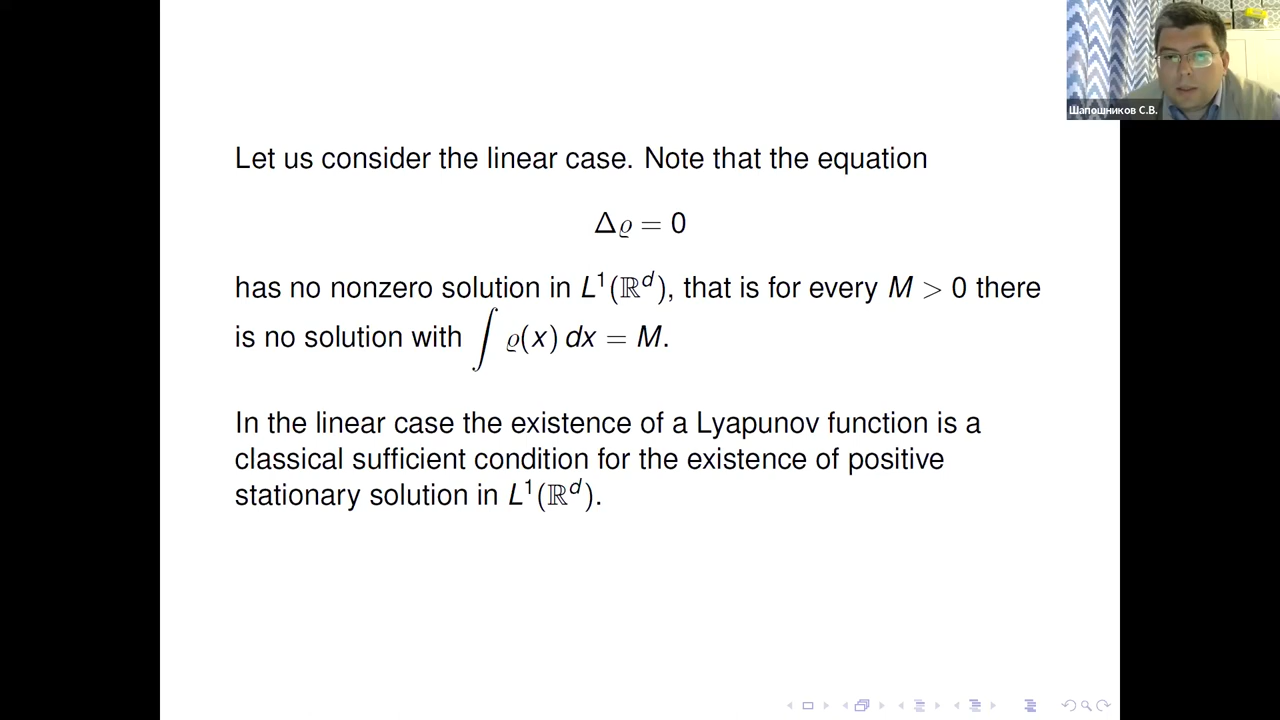 Шапошников С.В.
Let us consider the linear case. Note that the equation
Δϱ = 0
has no nonzero solution in L¹(ℝᵈ), that is for every M > 0 there
is no solution with ∫ ϱ(x) dx = M.
In the linear case the existence of a Lyapunov function is a
classical sufficient condition for the existence of positive
stationary solution in L¹(ℝᵈ).